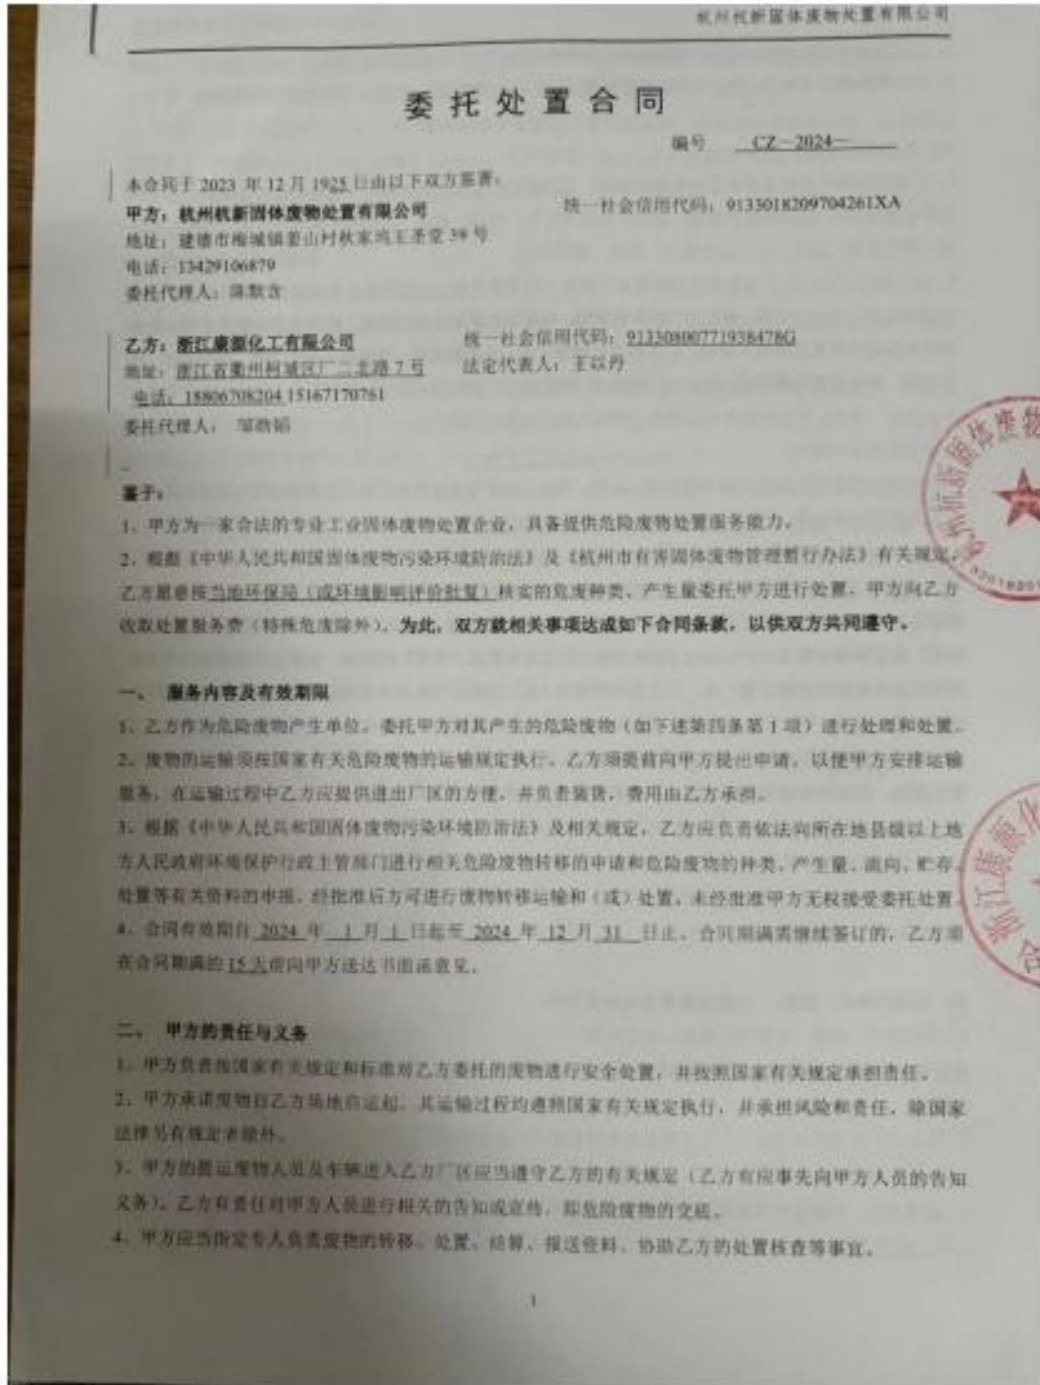 杭州杭新固体废物处置有限公司
委托处置合同
编号 CZ-2024-
本合同于 2023 年 12 月 1925 日由以下双方签署：
甲方：杭州杭新固体废物处置有限公司 统一社会信用代码：9133018209704261XA
地址：建德市梅城镇姜山村秋家坞王圣堂 39 号
电话：13429106879
委托代理人：陈默含
乙方：浙江康源化工有限公司 统一社会信用代码：91330800771938478G
地址：浙江省衢州柯城区厂二北路 7 号 法定代表人：王以丹
电话：18806708204 15167170761
委托代理人： 邹勋韬
鉴于：
1、甲方为一家合法的专业工业固体废物处置企业，具备提供危险废物处置服务能力。
2、根据《中华人民共和国固体废物污染环境防治法》及《杭州市有害固体废物管理暂行办法》有关规定，
乙方愿意按当地环保局（或环境影响评价批复）核实的危废种类、产生量委托甲方进行处置，甲方向乙方
收取处置服务费（特殊危废除外）。为此，双方就相关事项达成如下合同条款，以供双方共同遵守。
一、 服务内容及有效期限
1、乙方作为危险废物产生单位，委托甲方对其产生的危险废物（如下述第四条第 1 项）进行处理和处置。
2、废物的运输须按国家有关危险废物的运输规定执行。乙方须提前向甲方提出申请，以便甲方安排运输
服务，在运输过程中乙方应提供进出厂区的方便，并负责装货，费用由乙方承担。
3、根据《中华人民共和国固体废物污染环境防治法》及相关规定，乙方应负责依法向所在地县级以上地
方人民政府环境保护行政主管部门进行相关危险废物转移的申请和危险废物的种类、产生量、流向、贮存、
处置等有关资料的申报，经批准后方可进行废物转移运输和（或）处置，未经批准甲方无权接受委托处置。
4、合同有效期自 2024 年 1 月 1 日起至 2024 年 12 月 31 日止，合同期满需继续签订的，乙方须
在合同期满的 15 天前向甲方送达书面函意见。
二、 甲方的责任与义务
1、甲方负责按国家有关规定和标准对乙方委托的废物进行安全处置，并按照国家有关规定承担责任。
2、甲方承诺废物自乙方场地启运起，其运输过程均遵照国家有关规定执行，并承担风险和责任，除国家
法律另有规定者除外。
3、甲方的提运废物人员及车辆进入乙方厂区应当遵守乙方的有关规定（乙方有应事先向甲方人员的告知
义务）。乙方有责任对甲方人员进行相关的告知或宣传，即危险废物的交底。
4、甲方应当指定专人负责废物的转移、处置、结算、报送资料、协助乙方的处置核查等事宜。
1
杭州杭新固体废物
浙江康源化